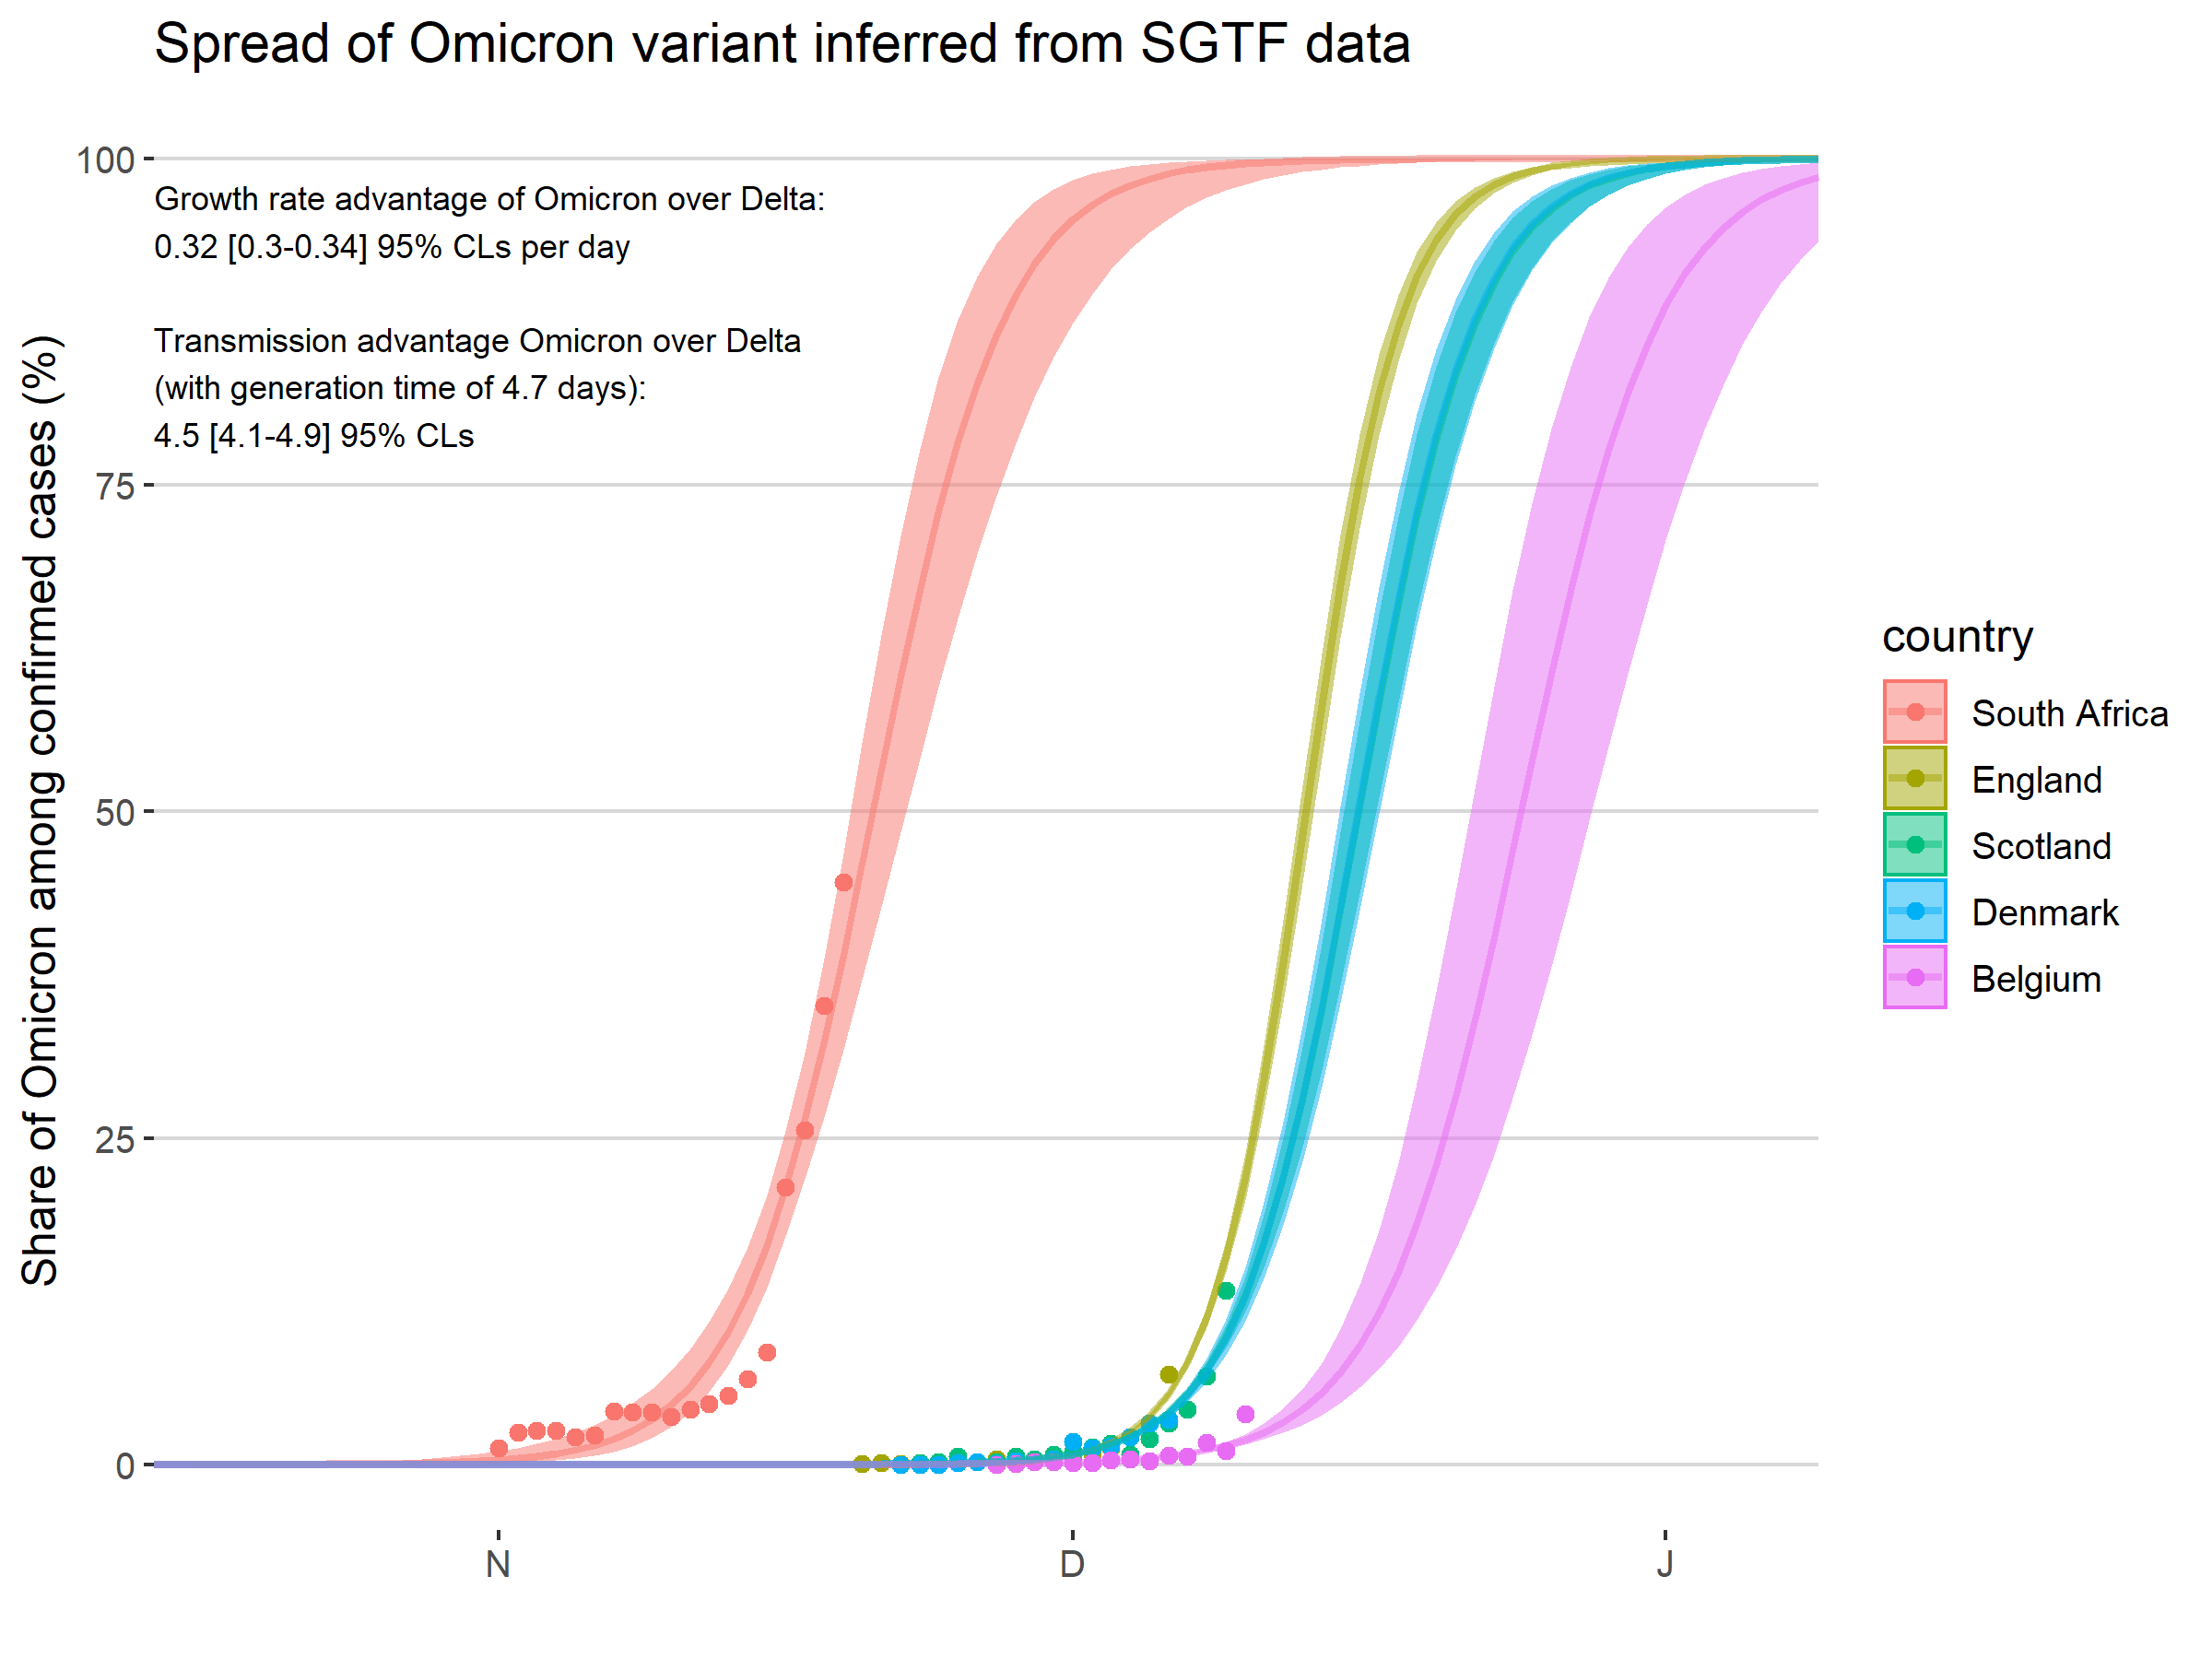 Spread of Omicron variant inferred from SGTF data
Share of Omicron among confirmed cases (%)
100
75
50
25
0
Growth rate advantage of Omicron over Delta:
0.32 [0.3-0.34] 95% CLs per day
Transmission advantage Omicron over Delta
(with generation time of 4.7 days):
4.5 [4.1-4.9] 95% CLs
N
D
J
country
South Africa
England
Scotland
Denmark
Belgium